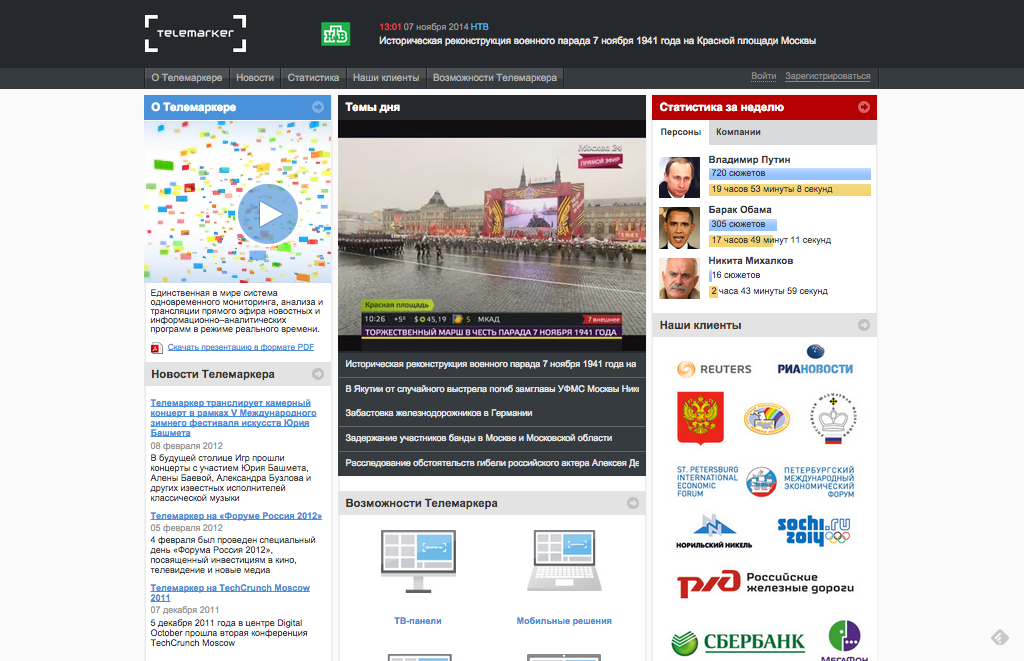 TELEMARKER
НТВ
13:01 07 ноября 2014 НТВ
Историческая реконструкция военного парада 7 ноября 1941 года на Красной площади Москвы
О Телемаркере
Новости
Статистика
Наши клиенты
Возможности Телемаркера
Войти
Зарегистрироваться
О Телемаркере
Единственная в мире система
одновременного мониторинга, анализа и
трансляции прямого эфира новостных и
информационно–аналитических
программ в режиме реального времени.
Скачать презентацию в формате PDF
Новости Телемаркера
Телемаркер транслирует камерный
концерт в рамках V Международного
зимнего фестиваля искусств Юрия
Башмета
08 февраля 2012
В будущей столице Игр прошли
концерты с участием Юрия Башмета,
Алены Баевой, Александра Бузлова и
других известных исполнителей
классической музыки
Телемаркер на «Форуме Россия 2012»
05 февраля 2012
4 февраля был проведен специальный
день «Форума Россия 2012»,
посвященный инвестициям в кино,
телевидение и новые медиа
Телемаркер на TechCrunch Moscow
2011
07 декабря 2011
5 декабря 2011 года в центре Digital
October прошла вторая конференция
TechCrunch Moscow
Темы дня
Москва 24
ПРЯМОЙ ЭФИР
Красная площадь
10:26 +5° $ 45,19 5 МКАД 7 внешнее
ТОРЖЕСТВЕННЫЙ МАРШ В ЧЕСТЬ ПАРАДА 7 НОЯБРЯ 1941 ГОДА
Историческая реконструкция военного парада 7 ноября 1941 года на
В Якутии от случайного выстрела погиб замглавы УФМС Москвы Ники
Забастовка железнодорожников в Германии
Задержание участников банды в Москве и Московской области
Расследование обстоятельств гибели российского актера Алексея Де
Возможности Телемаркера
ТВ-панели
Мобильные решения
Статистика за неделю
Персоны
Компании
Владимир Путин
720 сюжетов
19 часов 53 минуты 8 секунд
Барак Обама
305 сюжетов
17 часов 49 минут 11 секунд
Никита Михалков
16 сюжетов
2 часа 43 минуты 59 секунд
Наши клиенты
REUTERS
РИАНОВОСТИ
ST. PETERSBURG
INTERNATIONAL
ECONOMIC
FORUM
ПЕТЕРБУРГСКИЙ
МЕЖДУНАРОДНЫЙ
ЭКОНОМИЧЕСКИЙ
ФОРУМ
НОРИЛЬСКИЙ НИКЕЛЬ
sochi.ru
2014
Российские
железные дороги
СБЕРБАНК
МЕГАФОН